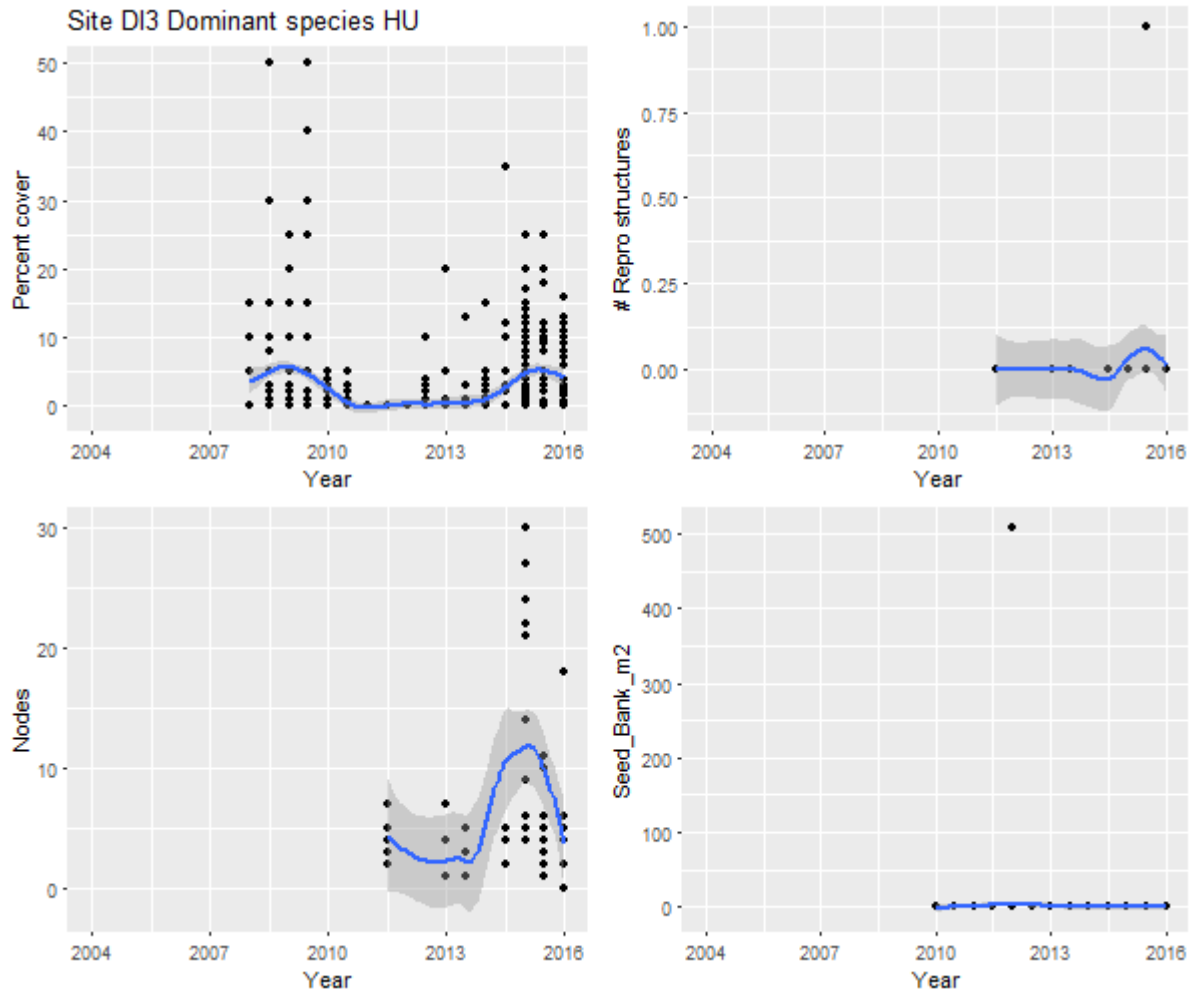 Site DI3 Dominant species HU
50
40
30
20
10
0
Percent cover
2004 2007 2010 2013 2016
Year
1.00
0.75
0.50
0.25
0.00
# Repro structures
2004 2007 2010 2013 2016
Year
30
20
10
0
Nodes
2004 2007 2010 2013 2016
Year
500
400
300
200
100
0
Seed_Bank_m2
2004 2007 2010 2013 2016
Year